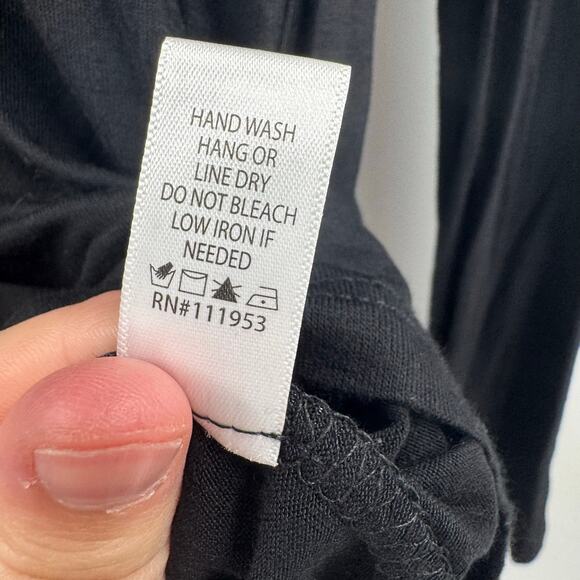 HAND WASH
HANG OR
LINE DRY
DO NOT BLEACH
LOW IRON IF
NEEDED
RN#111953